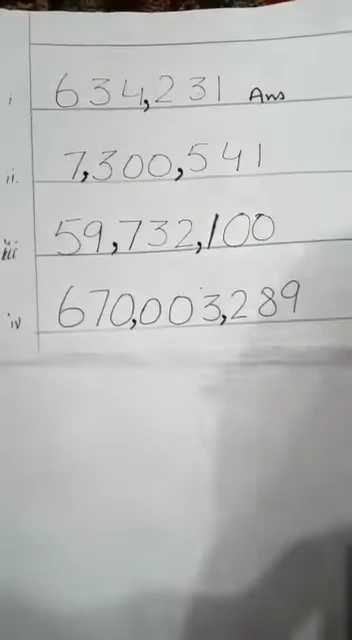 i 634,231 Ans
ii. 7,300,541
iii 59,732,100
iv 670,003,289